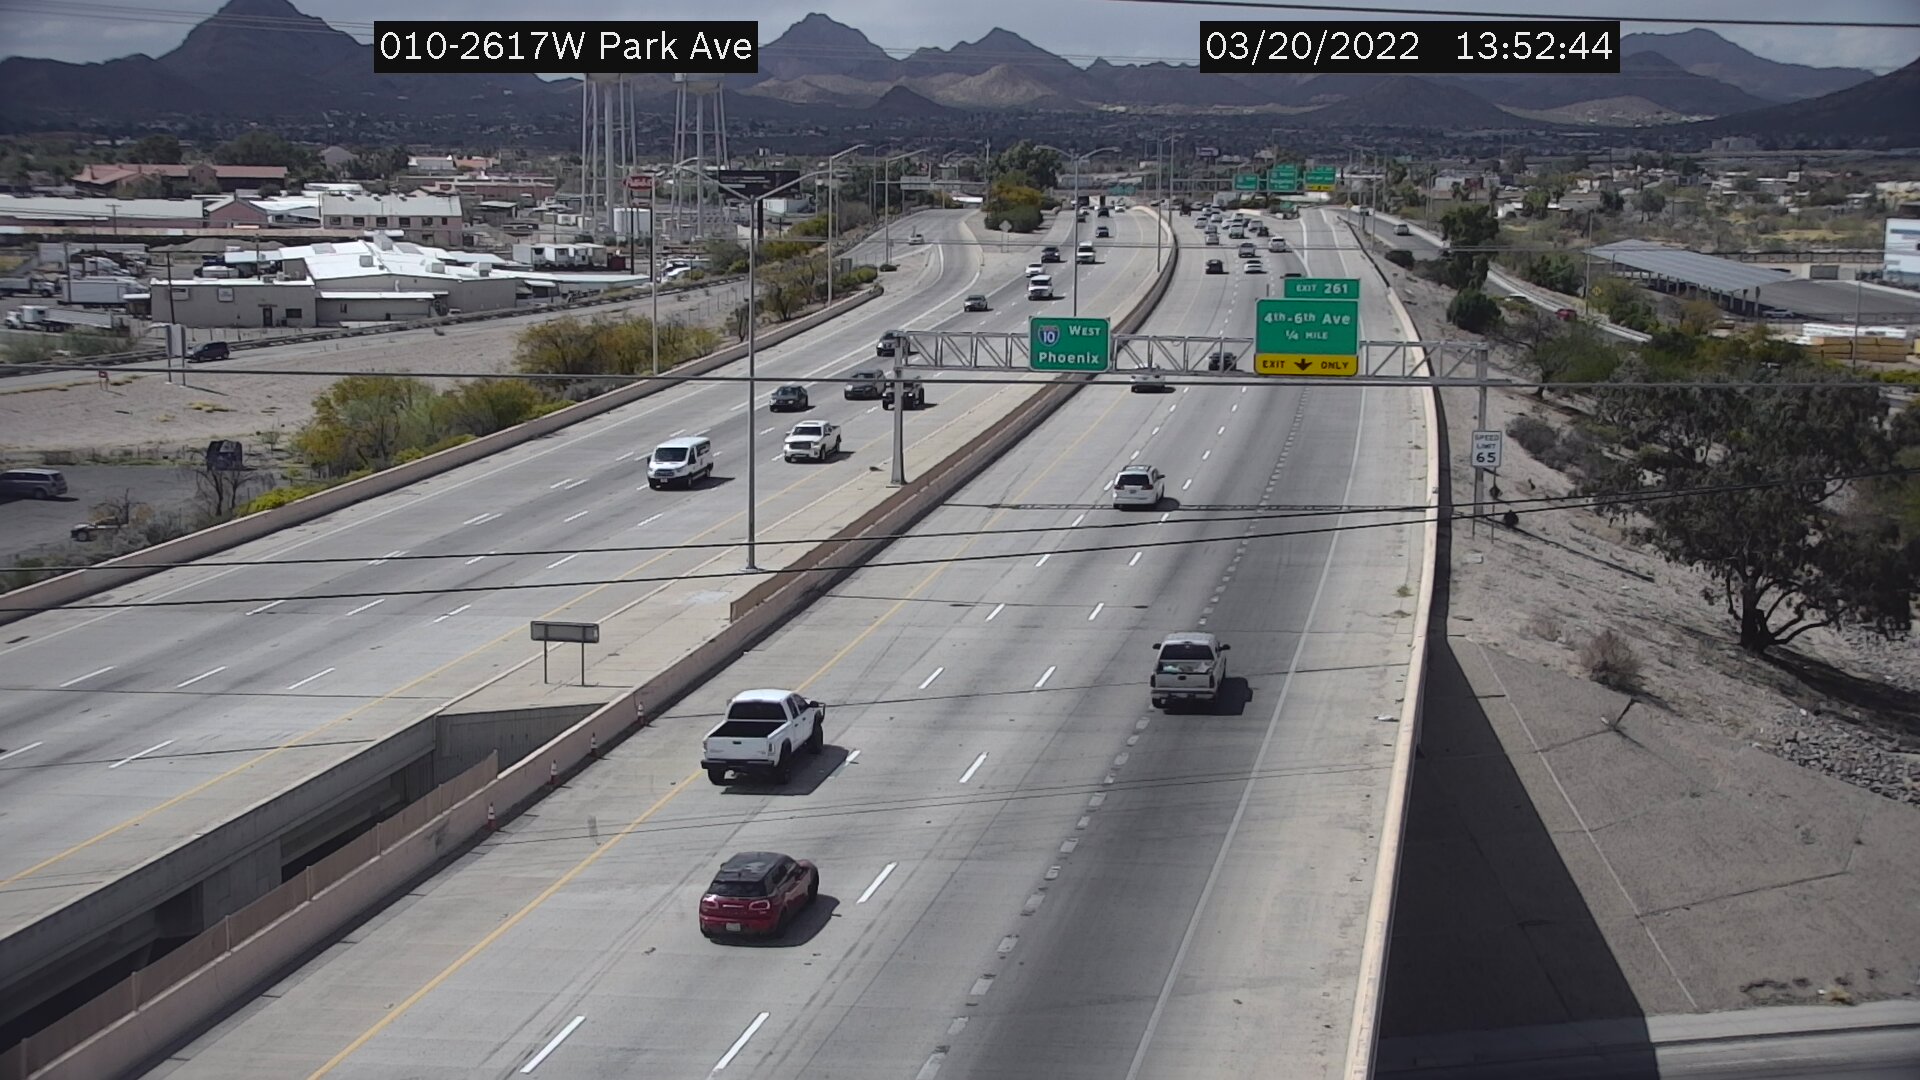 010-2617W Park Ave
03/20/2022 13:52:44
EXIT 261
4th-6th Ave
1/4 MILE
EXIT ONLY
10
WEST
Phoenix
SPEED
LIMIT
65